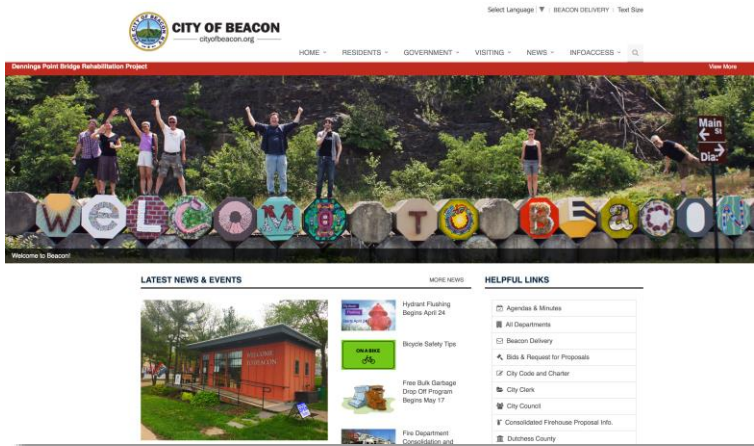 Select Language | ▼ | BEACON DELIVERY | Text Size
CITY OF BEACON
cityofbeacon.org
HOME RESIDENTS GOVERNMENT VISITING NEWS INFOACCESS
Dennings Point Bridge Rehabilitation Project
View More
Main St
Dia:
WELCOME TO BEACON
Welcome to Beacon!
LATEST NEWS & EVENTS
MORE NEWS
WELCOME
TO BEACON
Hydrant Flushing
Begins April 24
ON A BIKE
Bicycle Safety Tips
Free Bulk Garbage
Drop Off Program
Begins May 17
Fire Department
Consolidation and
HELPFUL LINKS
Agendas & Minutes
All Departments
Beacon Delivery
Bids & Request for Proposals
City Code and Charter
City Clerk
City Council
Consolidated Firehouse Proposal Info.
Dutchess County